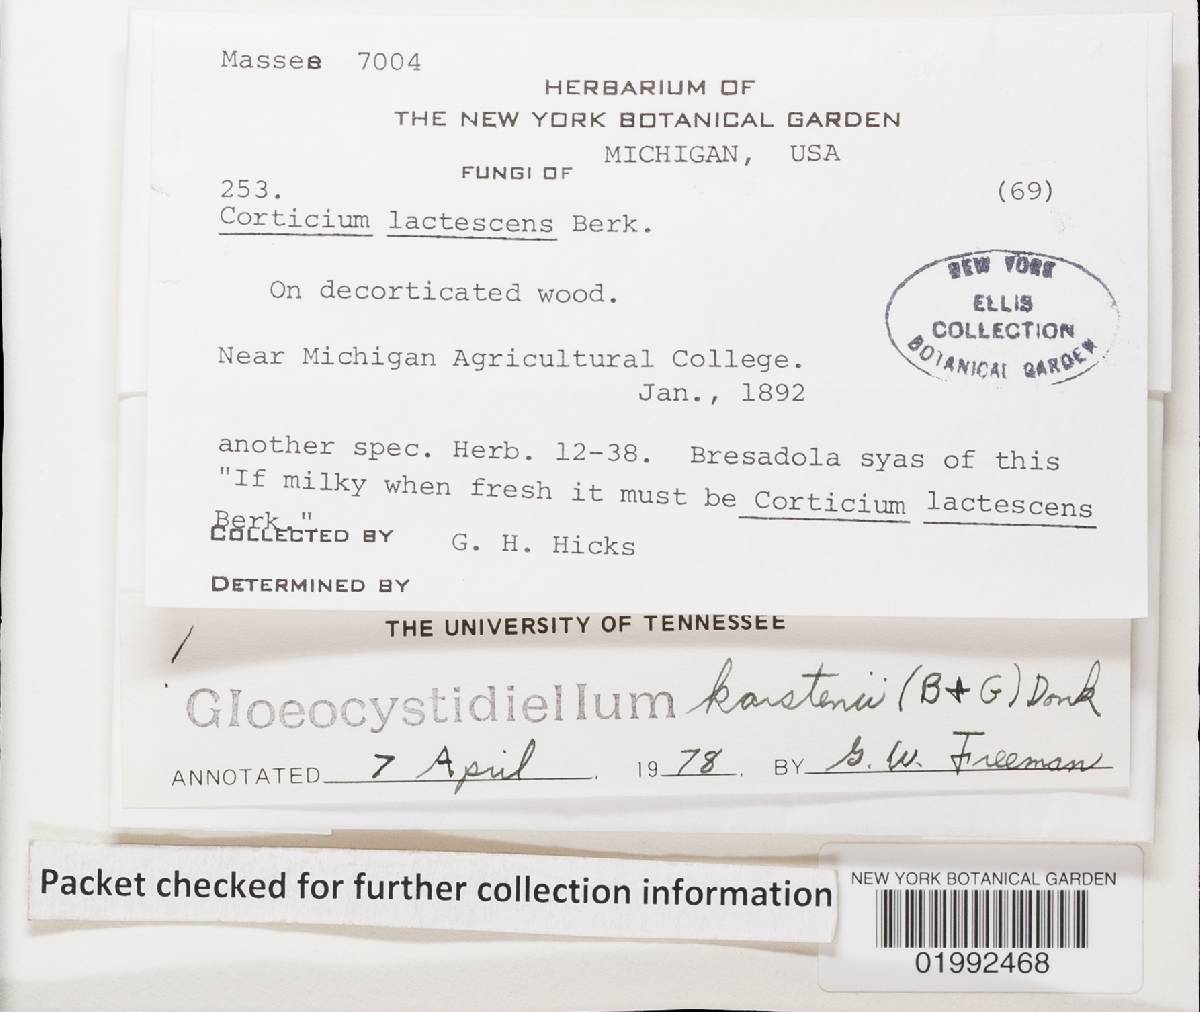 Massee 7004
HERBARIUM OF
THE NEW YORK BOTANICAL GARDEN
MICHIGAN, USA
FUNGI OF
253. (69)
Corticium lactescens Berk.
On decorticated wood.
NEW YORK
ELLIS
COLLECTION
BOTANICAL GARDEN
Near Michigan Agricultural College.
Jan., 1892
another spec. Herb. 12-38. Bresadola syas of this
"If milky when fresh it must be Corticium lactescens
Berk."
COLLECTED BY G. H. Hicks
DETERMINED BY
THE UNIVERSITY OF TENNESSEE
Gloeocystidiellum karstenii (B+G) Donk
ANNOTATED 7 April, 1978. BY G. W. Freeman
Packet checked for further collection information
NEW YORK BOTANICAL GARDEN
01992468